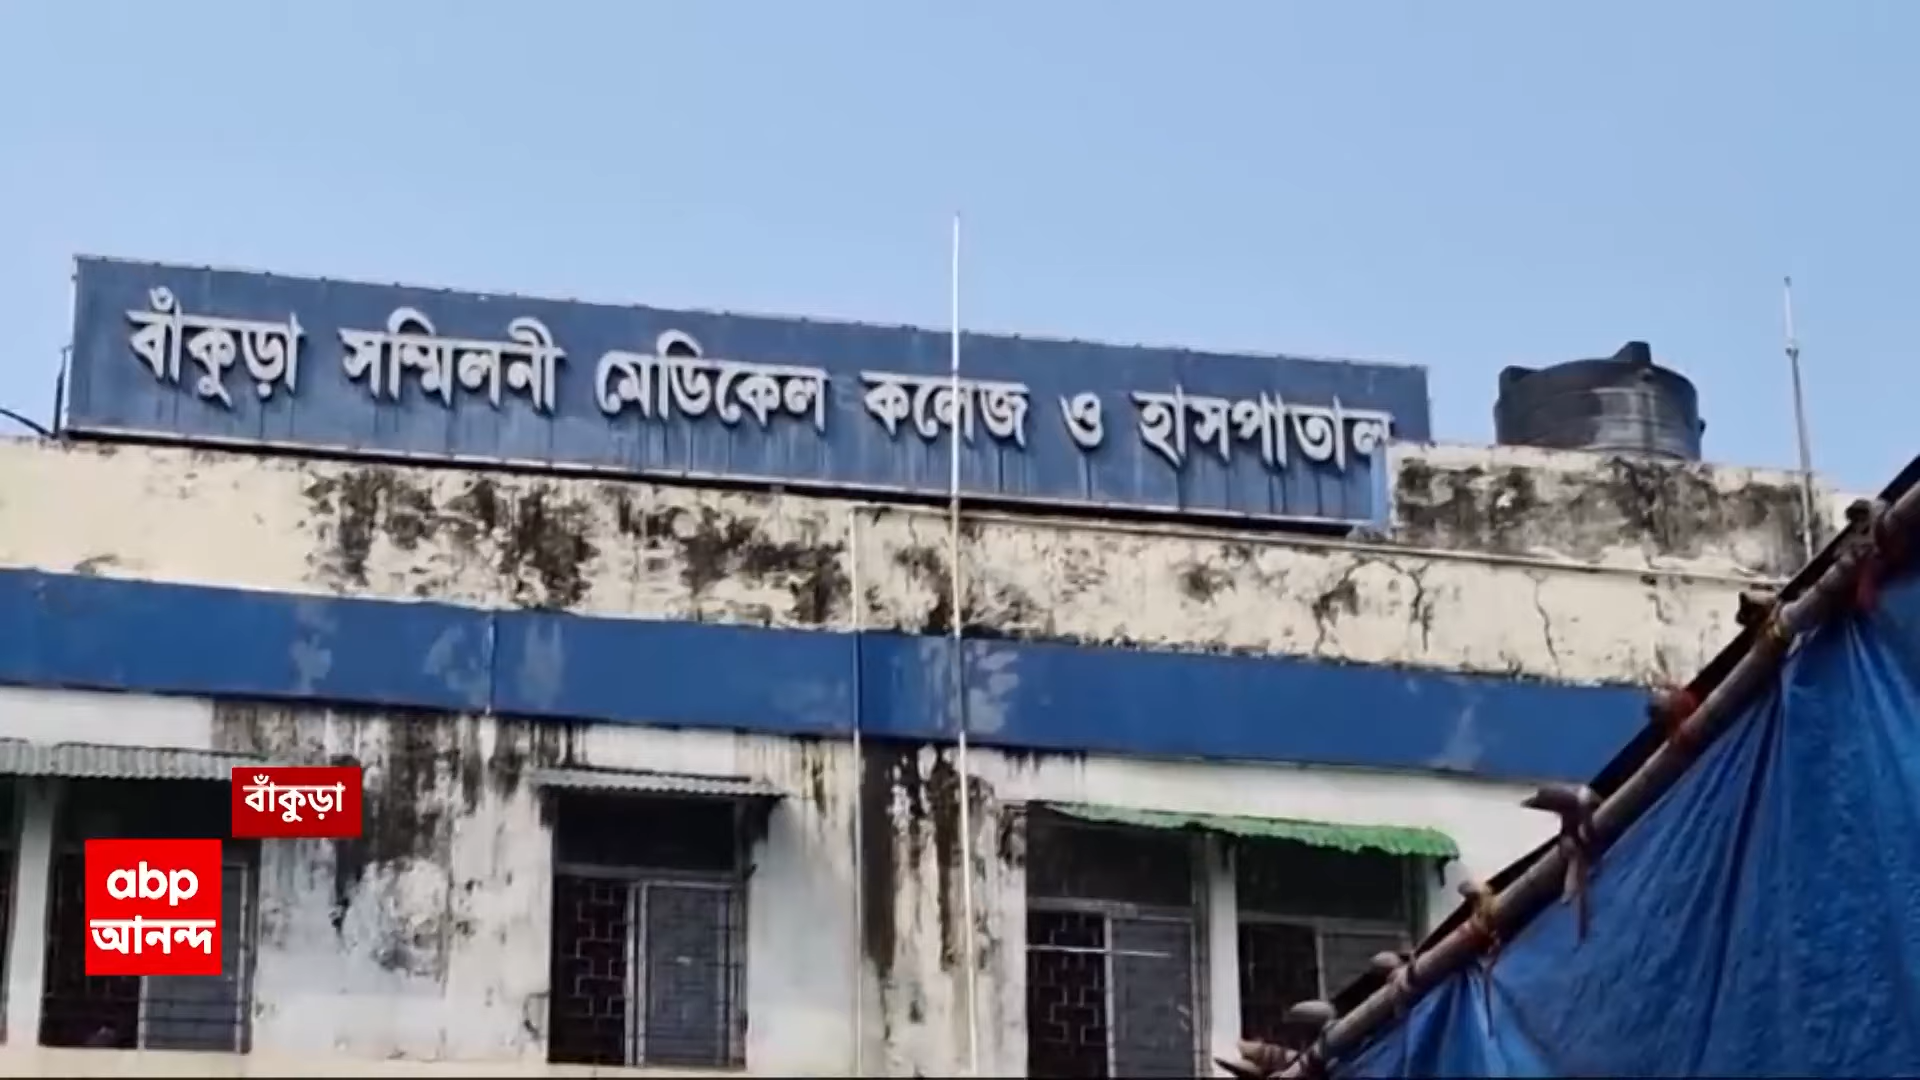 বাঁকুড়া সম্মিলনী মেডিকেল কলেজ ও হাসপাতাল
বাঁকুড়া
abp
আনন্দ